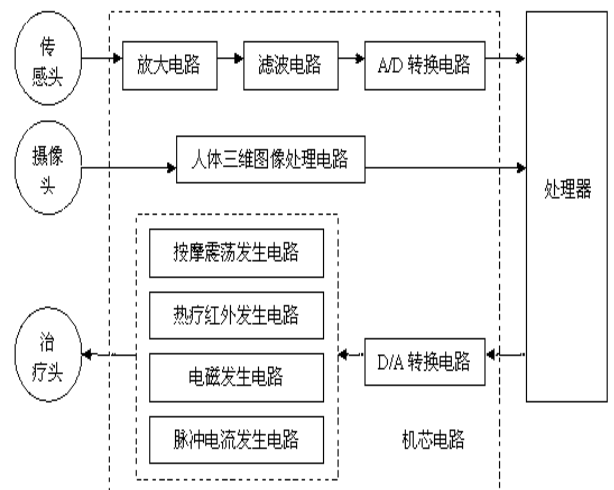 传
感头
放大电路
滤波电路
A/D 转换电路
摄像
头
人体三维图像处理电路
处理器
按摩震荡发生电路
热疗红外发生电路
治
疗头
D/A 转换电路
电磁发生电路
脉冲电流发生电路
机芯电路